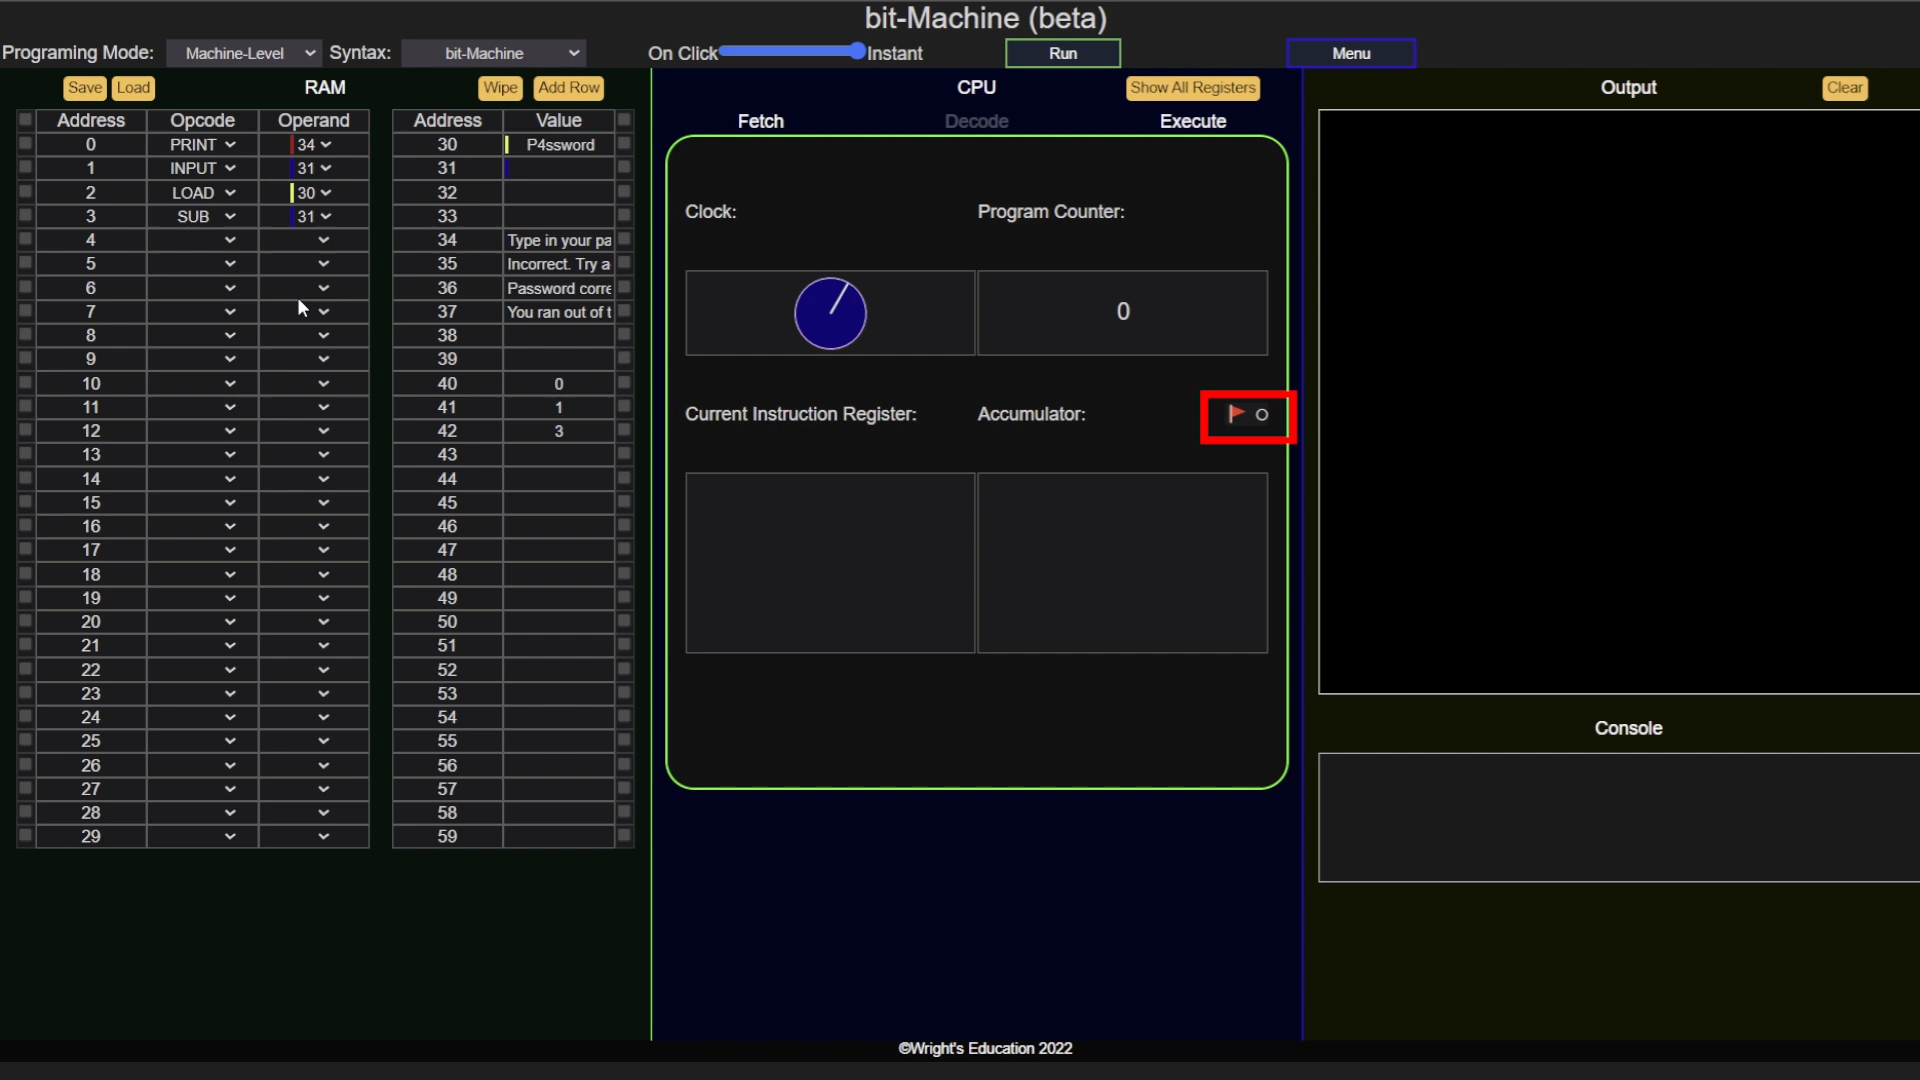 bit-Machine (beta)
Programing Mode: Machine-Level Syntax: bit-Machine On Click Instant Run Menu
Save Load RAM Wipe Add Row CPU Show All Registers Output Clear
Address Opcode Operand Address Value Fetch Decode Execute
0 PRINT 34 30 P4ssword
1 INPUT 31 31
2 LOAD 30 32
3 SUB 31 33
4 34 Type in your pa
5 35 Incorrect. Try a
6 36 Password corre
7 37 You ran out of t
8 38
9 39
10 40 0
11 41 1
12 42 3
13 43
14 44
15 45
16 46
17 47
18 48
19 49
20 50
21 51
22 52
23 53
24 54
25 55
26 56
27 57
28 58
29 59
Clock: Program Counter:
0
Current Instruction Register: Accumulator: 0
Console
©Wright's Education 2022